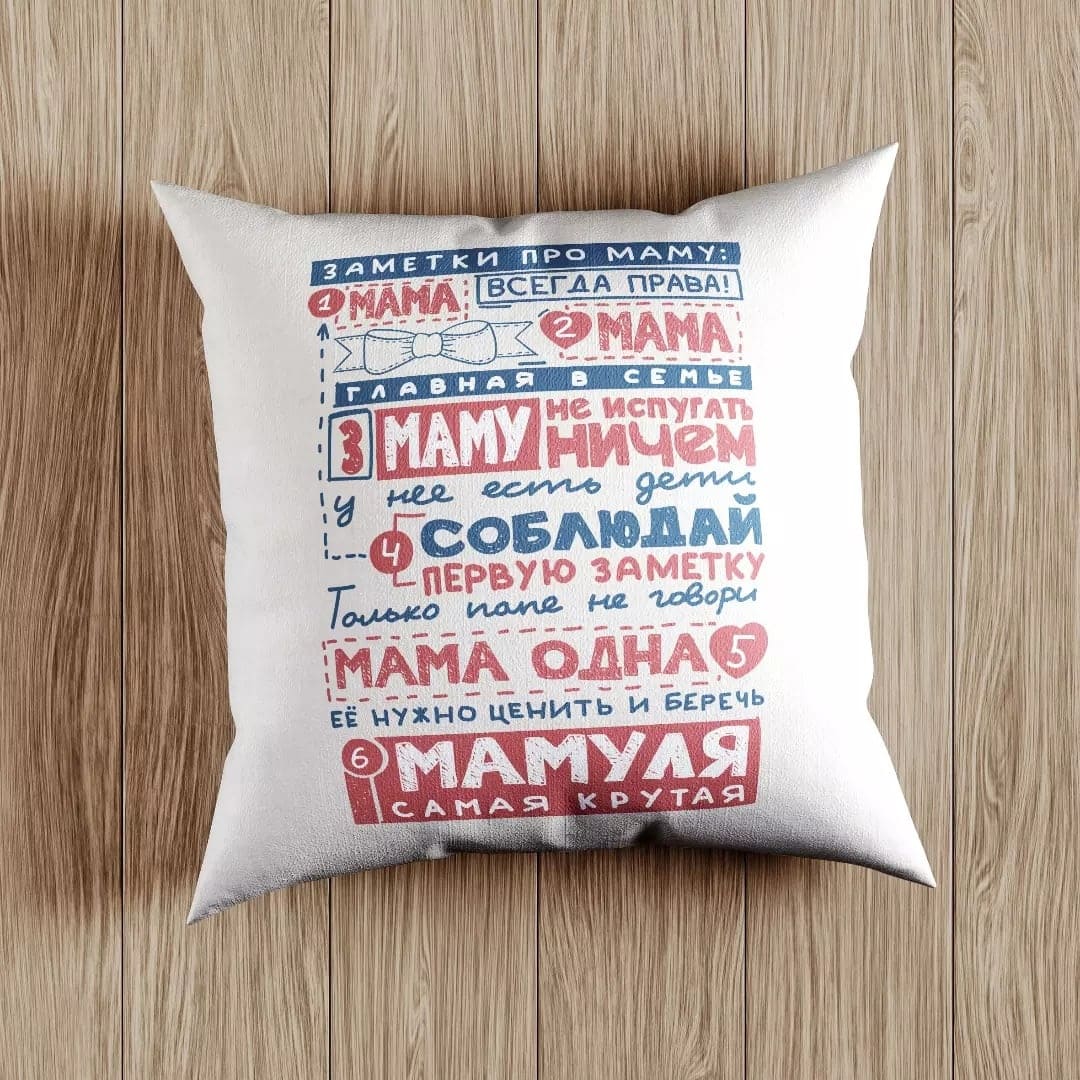 ЗАМЕТКИ ПРО МАМУ:
1 МАМА ВСЕГДА ПРАВА!
2 МАМА
ГЛАВНАЯ В СЕМЬЕ
3 МАМУ НЕ ИСПУГАТЬ
НИЧЕМ
у нее есть дети
4 СОБЛЮДАЙ
ПЕРВУЮ ЗАМЕТКУ
Только папе не говори
МАМА ОДНА 5
ЕЁ НУЖНО ЦЕНИТЬ И БЕРЕЧЬ
6 МАМУЛЯ
САМАЯ КРУТАЯ